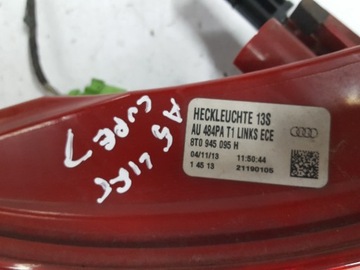 HECKLEUCHTE 13S
AU 484PA T1 LINKS ECE
8T0 945 095 H
04/11/13 11:50:44
1 45 13 21190105
A5 LIFT
CUPE 7